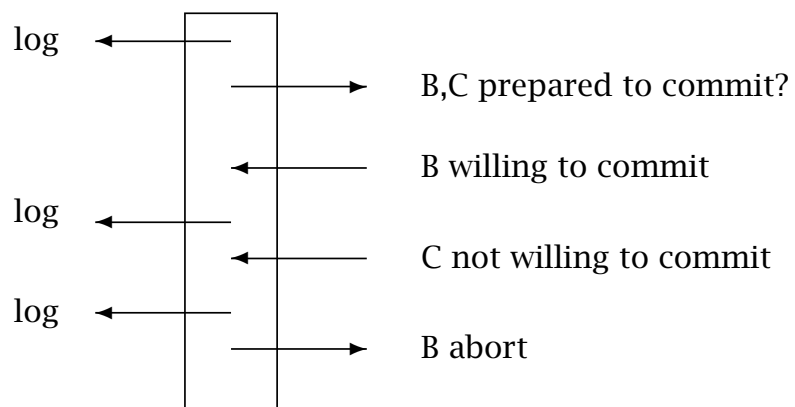 log
B,C prepared to commit?
B willing to commit
log
C not willing to commit
log
B abort